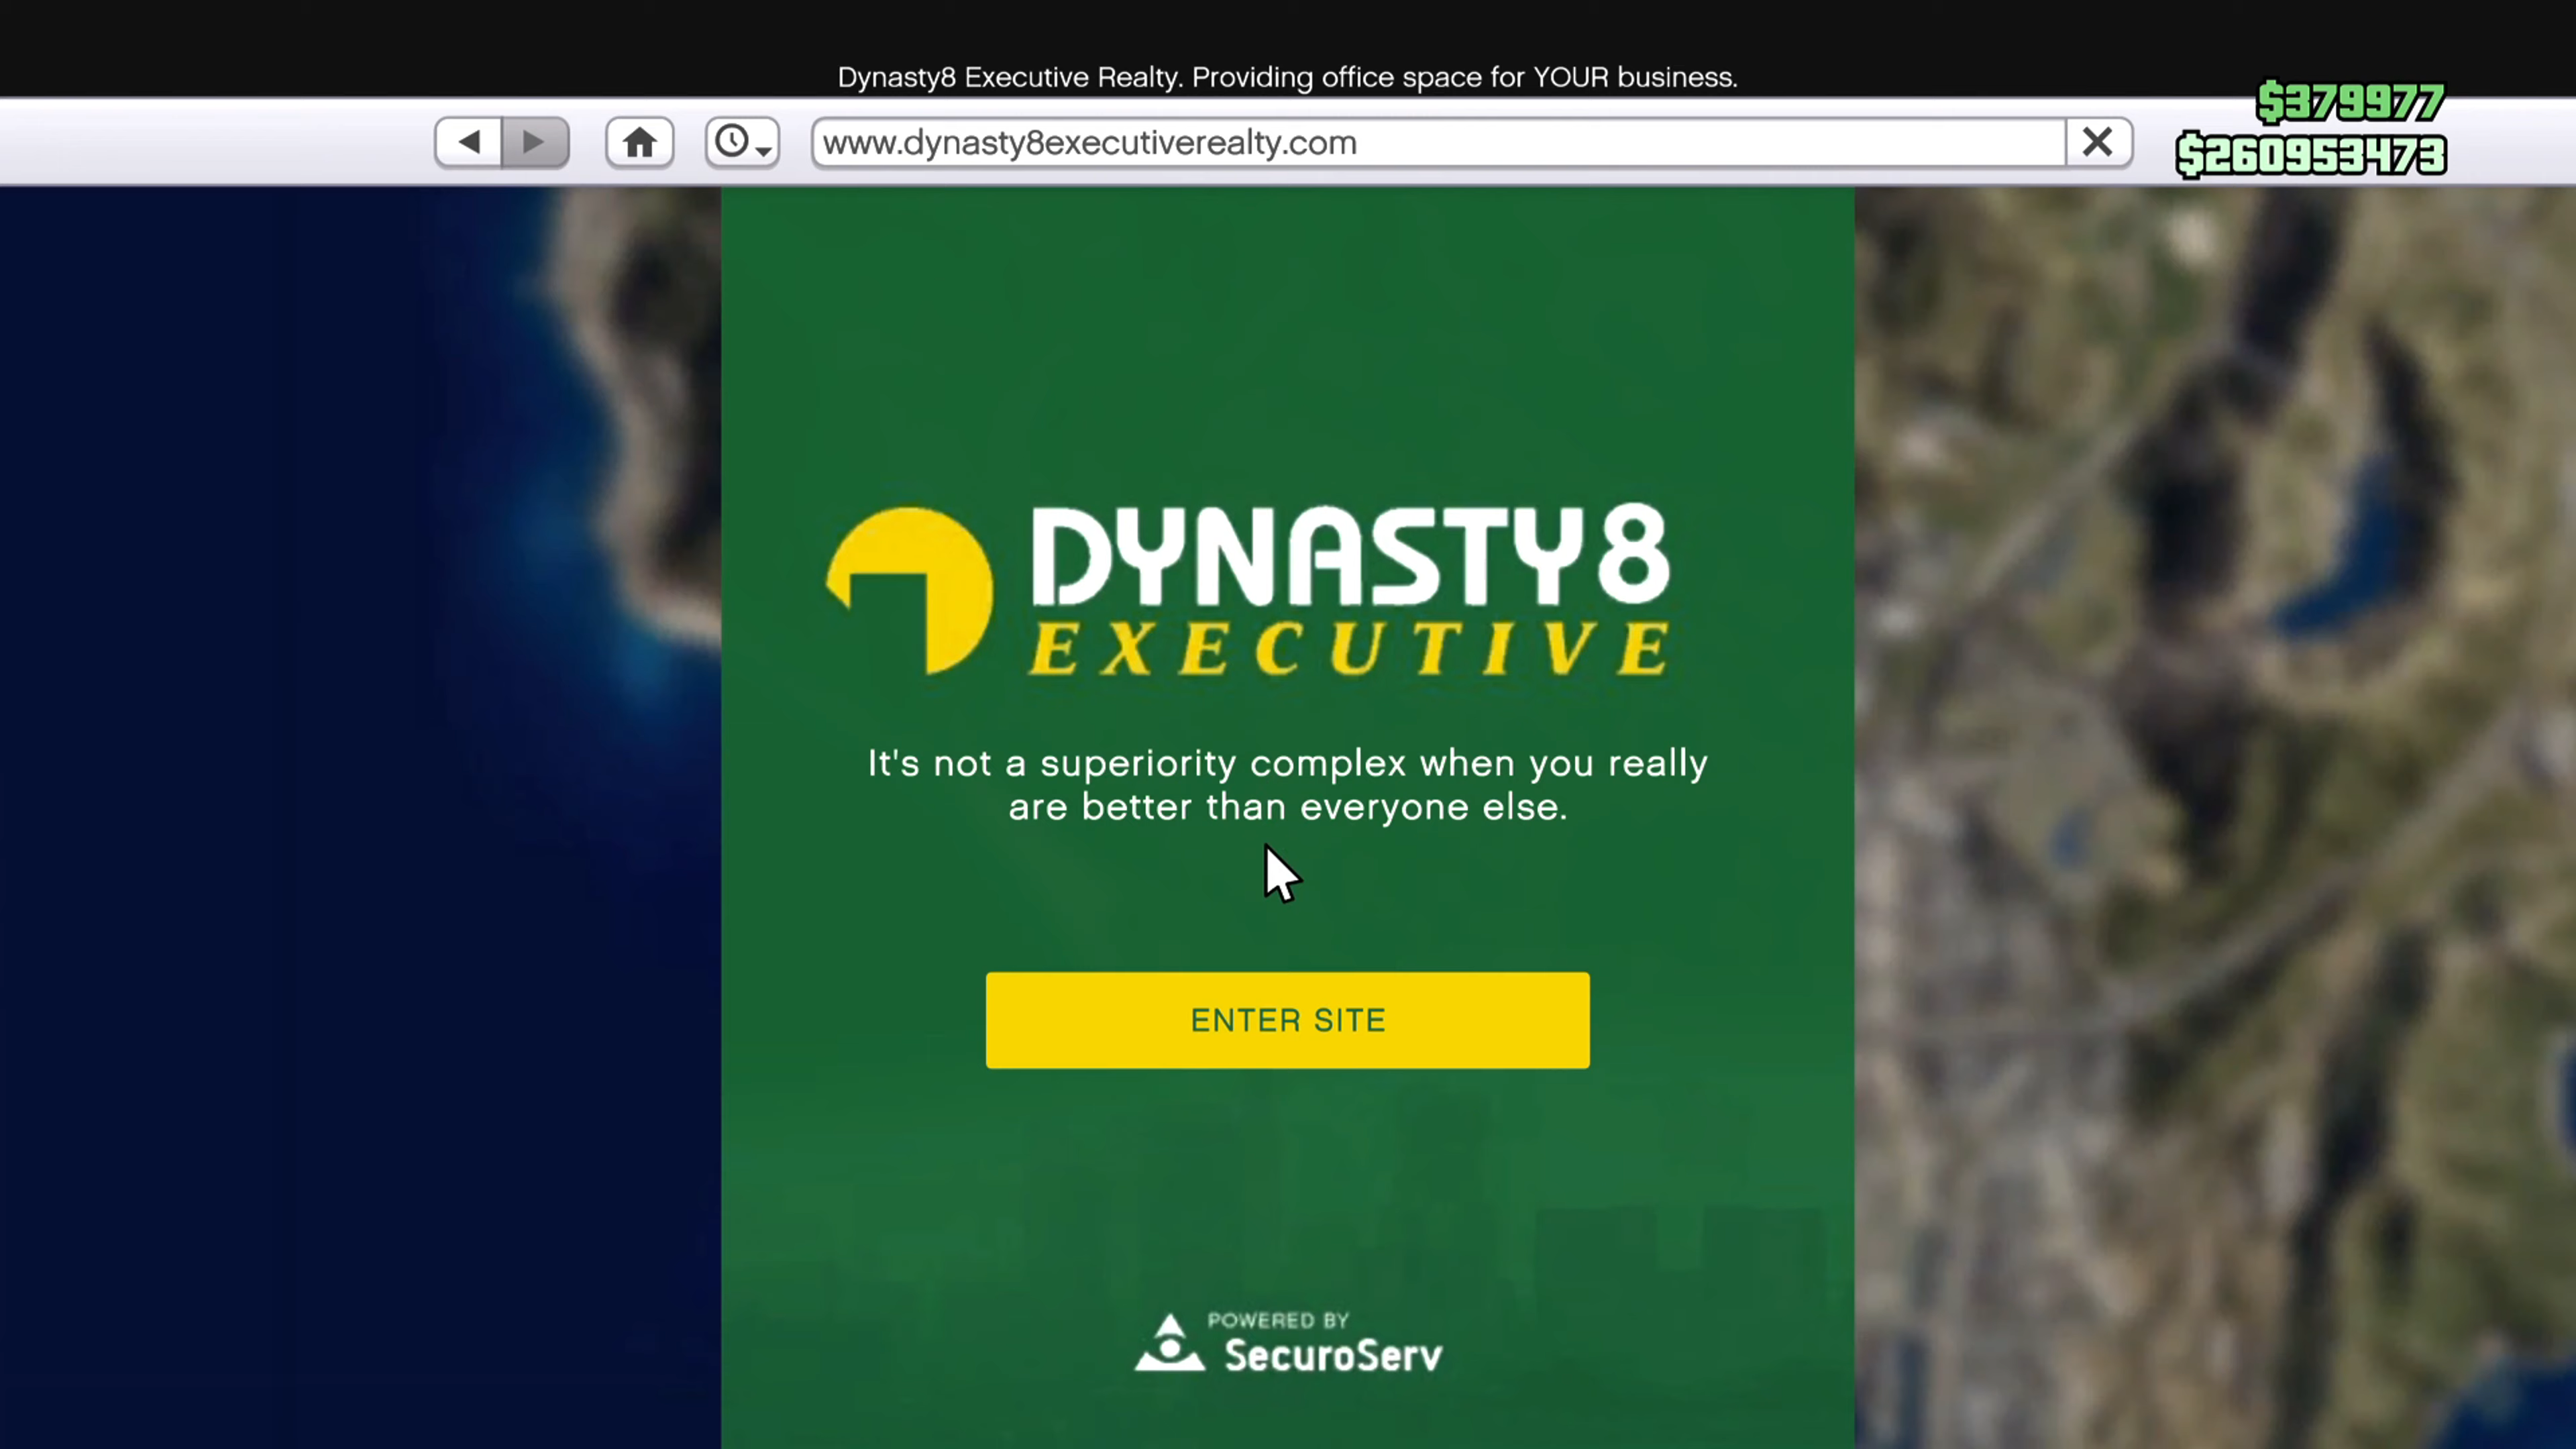 Dynasty8 Executive Realty. Providing office space for YOUR business.
$379977
www.dynasty8executiverealty.com
$260953473
DYNASTY8
EXECUTIVE
It's not a superiority complex when you really
are better than everyone else.
ENTER SITE
POWERED BY
SecuroServ